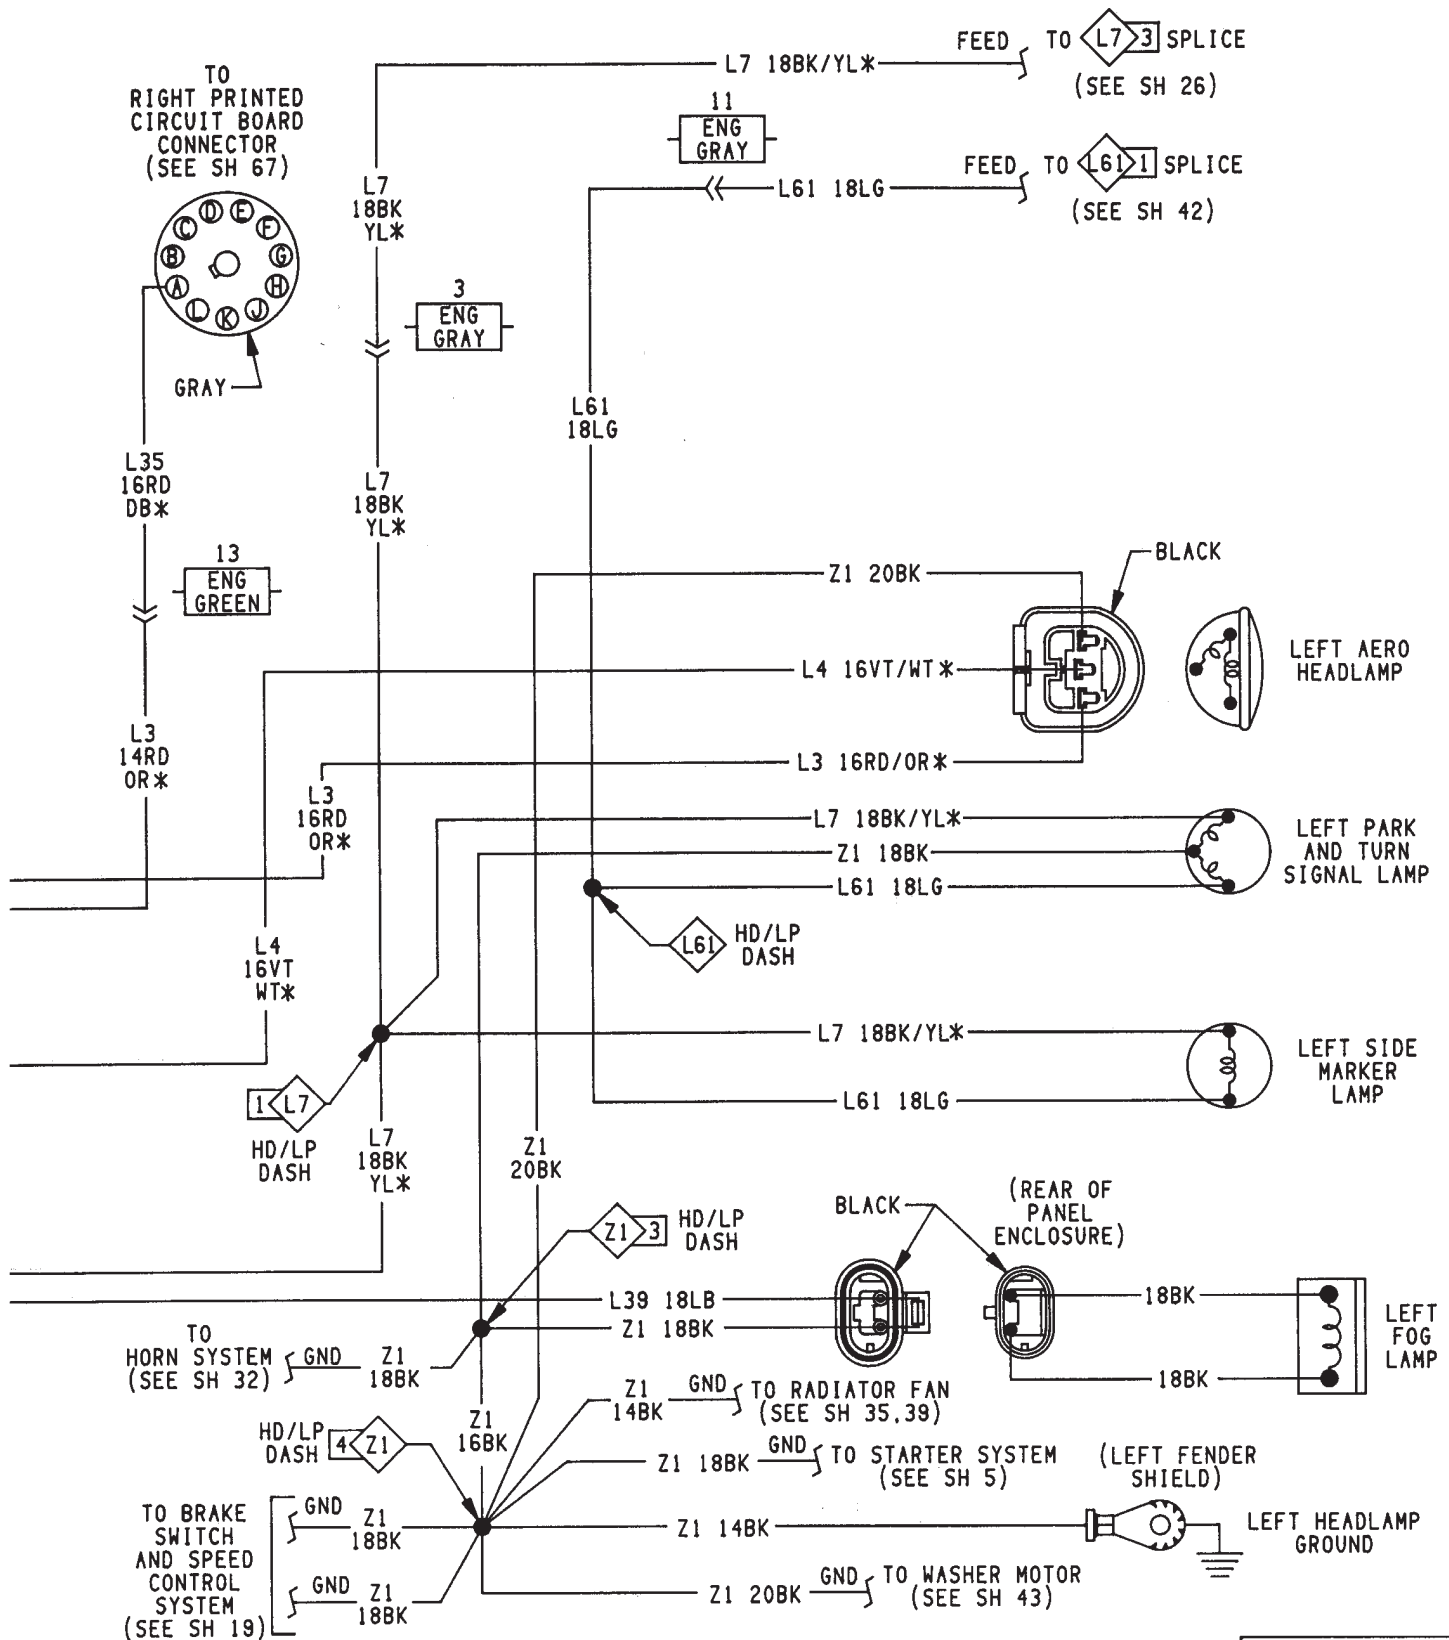 FEED TO L7 3 SPLICE
(SEE SH 26)
L7 18BK/YL*
TO
RIGHT PRINTED
CIRCUIT BOARD
CONNECTOR
(SEE SH 67)
11
ENG
GRAY
FEED TO L61 1 SPLICE
(SEE SH 42)
L61 18LG
L7
18BK
YL*
D E
C F
B G
A H
L K J
GRAY
3
ENG
GRAY
L61
18LG
L35
16RD
DB*
L7
18BK
YL*
13
ENG
GREEN
BLACK
Z1 20BK
LEFT AERO
HEADLAMP
L4 16VT/WT*
L3
14RD
OR*
L3 16RD/OR*
L3
16RD
OR*
L7 18BK/YL*
Z1 18BK
L61 18LG
LEFT PARK
AND TURN
SIGNAL LAMP
L61
HD/LP
DASH
L4
16VT
WT*
L7 18BK/YL*
L61 18LG
LEFT SIDE
MARKER
LAMP
1 L7
HD/LP
DASH
L7
18BK
YL*
Z1
20BK
Z1 3
HD/LP
DASH
BLACK
(REAR OF
PANEL
ENCLOSURE)
L39 18LB
Z1 18BK
18BK
18BK
LEFT
FOG
LAMP
TO
HORN SYSTEM
(SEE SH 32)
GND
Z1
18BK
Z1
14BK
GND
TO RADIATOR FAN
(SEE SH 35,39)
Z1
16BK
HD/LP
DASH
4 Z1
Z1 18BK
GND
TO STARTER SYSTEM
(SEE SH 5)
(LEFT FENDER
SHIELD)
TO BRAKE
SWITCH
AND SPEED
CONTROL
SYSTEM
(SEE SH 19)
GND
Z1
18BK
GND
Z1
18BK
Z1 14BK
LEFT HEADLAMP
GROUND
Z1 20BK
GND
TO WASHER MOTOR
(SEE SH 43)